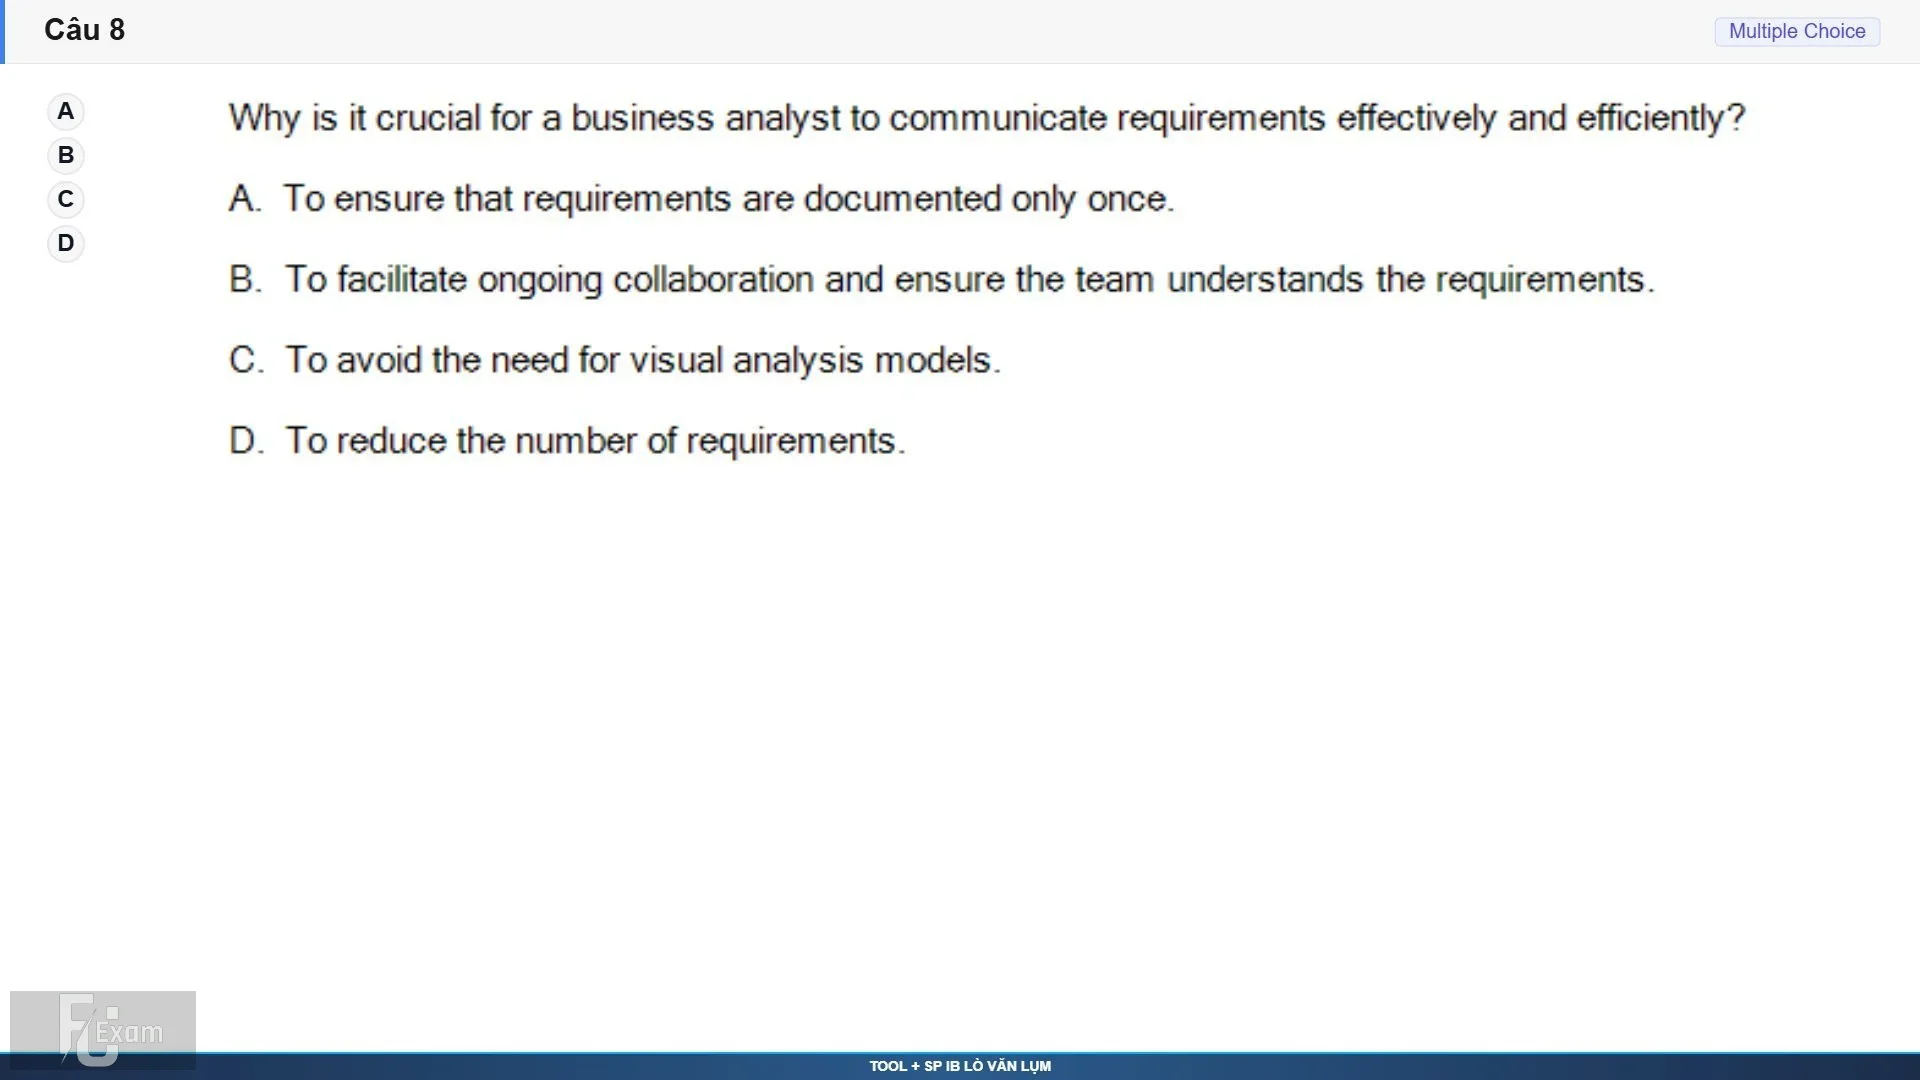 Câu 8
Multiple Choice
A
B
C
D
Why is it crucial for a business analyst to communicate requirements effectively and efficiently?
A. To ensure that requirements are documented only once.
B. To facilitate ongoing collaboration and ensure the team understands the requirements.
C. To avoid the need for visual analysis models.
D. To reduce the number of requirements.
FU Exam
TOOL + SP IB LÒ VĂN LỤM